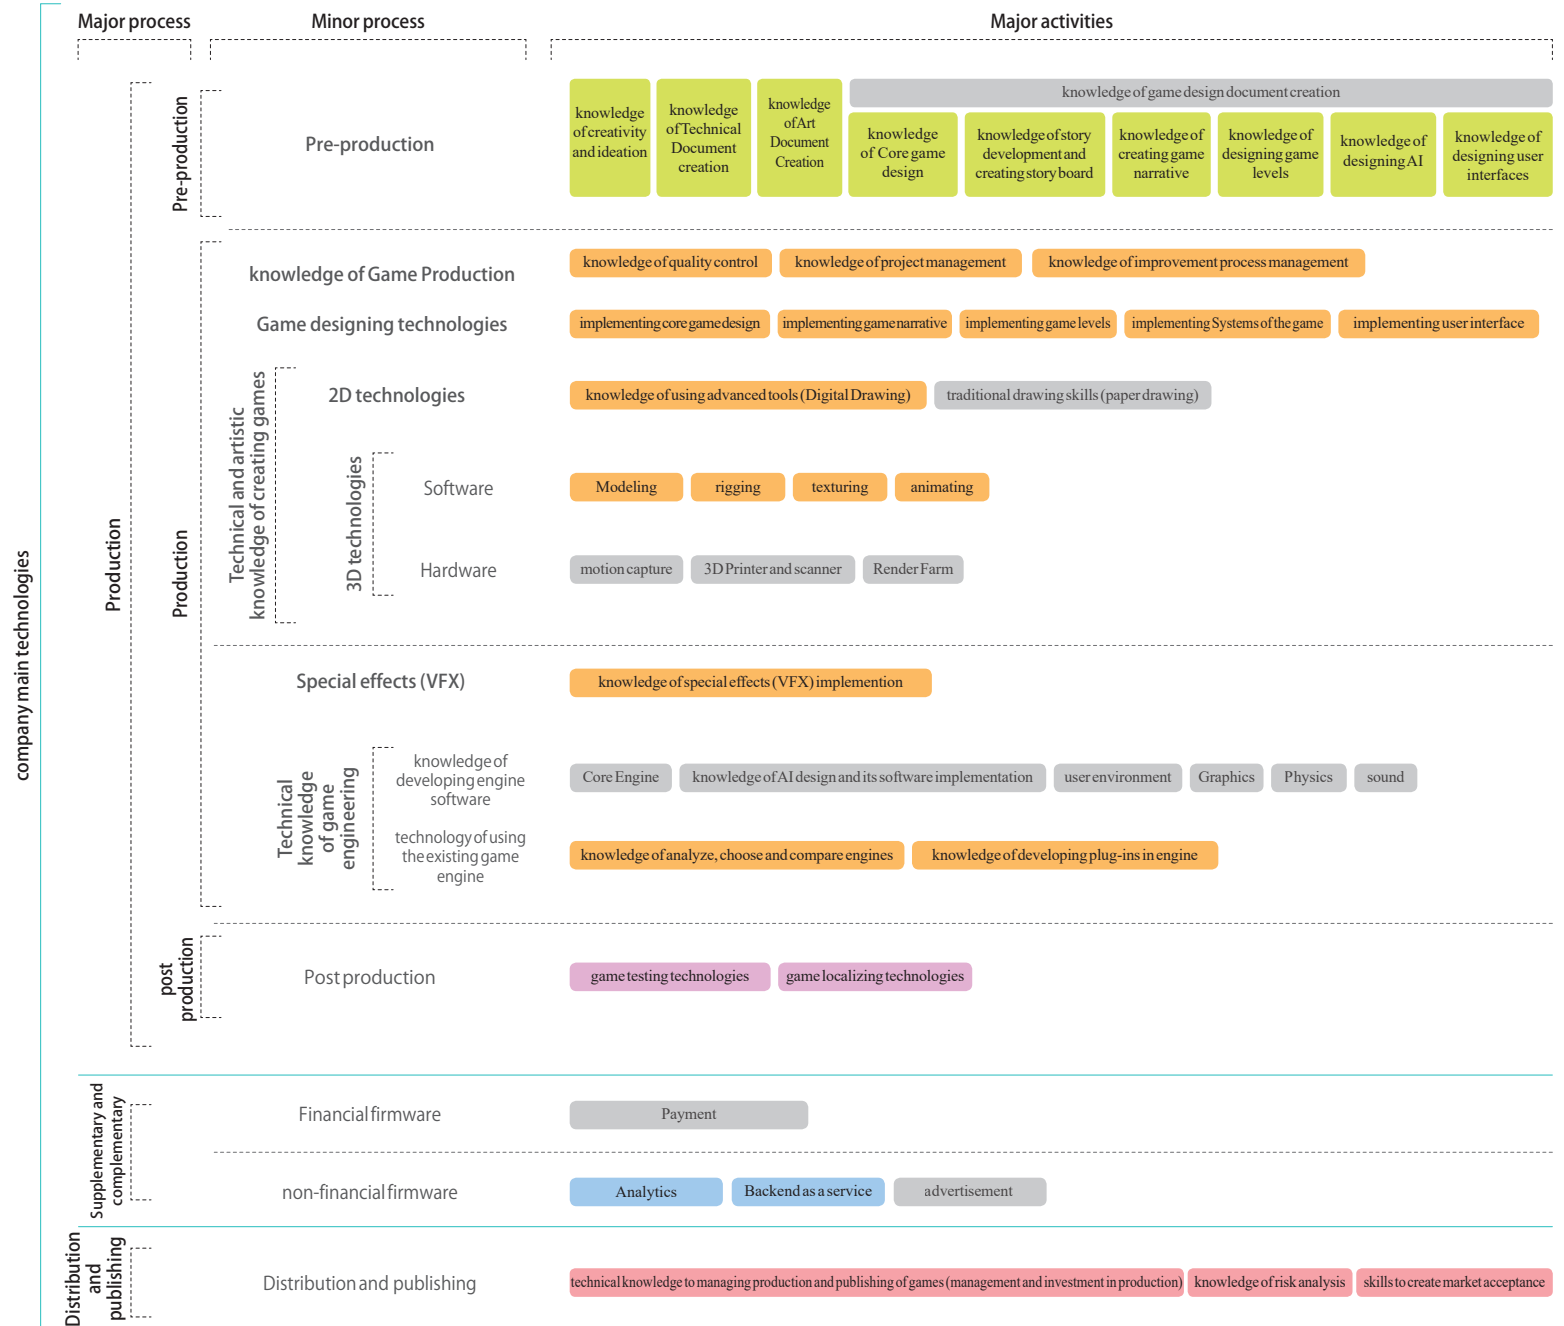 Major process
Minor process
Major activities
company main technologies
Production
Pre-production
Pre-production
knowledge
of creativity
and ideation
knowledge
of Technical
Document
creation
knowledge
of Art
Document
Creation
knowledge of game design document creation
knowledge
of Core game
design
knowledge of story
development and
creating story board
knowledge of
creating game
narrative
knowledge of
designing game
levels
knowledge of
designing AI
knowledge of
designing user
interfaces
Production
knowledge of Game Production
knowledge of quality control
knowledge of project management
knowledge of improvement process management
Game designing technologies
implementing core game design
implementing game narrative
implementing game levels
implementing Systems of the game
implementing user interface
Technical and artistic
knowledge of creating games
2D technologies
knowledge of using advanced tools (Digital Drawing)
traditional drawing skills (paper drawing)
3D technologies
Software
Modeling
rigging
texturing
animating
Hardware
motion capture
3D Printer and scanner
Render Farm
Special effects (VFX)
knowledge of special effects (VFX) implemention
Technical
knowledge
of game
engineering
knowledge of
developing engine
software
Core Engine
knowledge of AI design and its software implementation
user environment
Graphics
Physics
sound
technology of using
the existing game
engine
knowledge of analyze, choose and compare engines
knowledge of developing plug-ins in engine
post
production
Post production
game testing technologies
game localizing technologies
Supplementary and
complementary
Financial firmware
Payment
non-financial firmware
Analytics
Backend as a service
advertisement
Distribution
and
publishing
Distribution and publishing
technical knowledge to managing production and publishing of games (management and investment in production)
knowledge of risk analysis
skills to create market acceptance